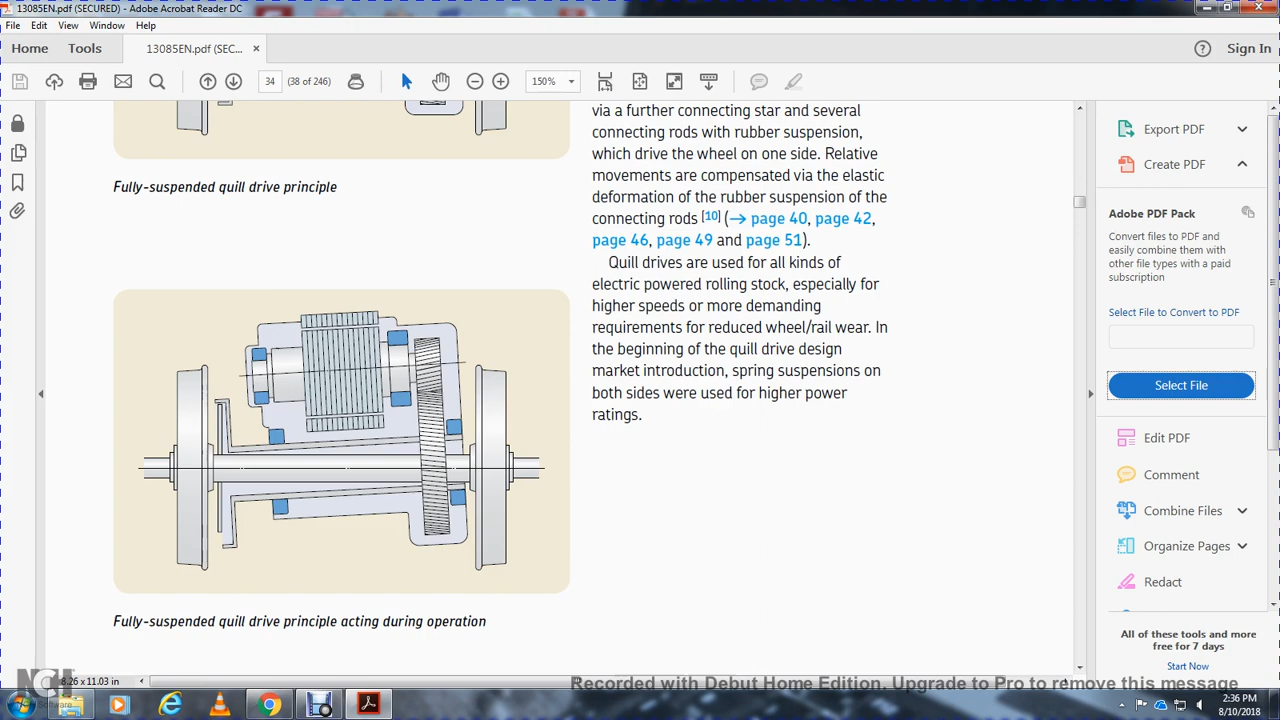 13085EN.pdf (SECURED) - Adobe Acrobat Reader DC
File Edit View Window Help
Home Tools 13085EN.pdf (SEC... × Sign In
34 (38 of 246) 150%
via a further connecting star and several
connecting rods with rubber suspension,
which drive the wheel on one side. Relative
movements are compensated via the elastic
deformation of the rubber suspension of the
connecting rods [10] (→ page 40, page 42,
page 46, page 49 and page 51).
Quill drives are used for all kinds of
electric powered rolling stock, especially for
higher speeds or more demanding
requirements for reduced wheel/rail wear. In
the beginning of the quill drive design
market introduction, spring suspensions on
both sides were used for higher power
ratings.
Fully-suspended quill drive principle
Fully-suspended quill drive principle acting during operation
Export PDF
Create PDF
Adobe PDF Pack
Convert files to PDF and
easily combine them with
other file types with a paid
subscription
Select File to Convert to PDF
Select File
Edit PDF
Comment
Combine Files
Organize Pages
Redact
All of these tools and more
free for 7 days
Start Now
8.26 x 11.03 in
Recorded with Debut Home Edition. Upgrade to Pro to remove this message
NCH
Software
2:36 PM
8/10/2018